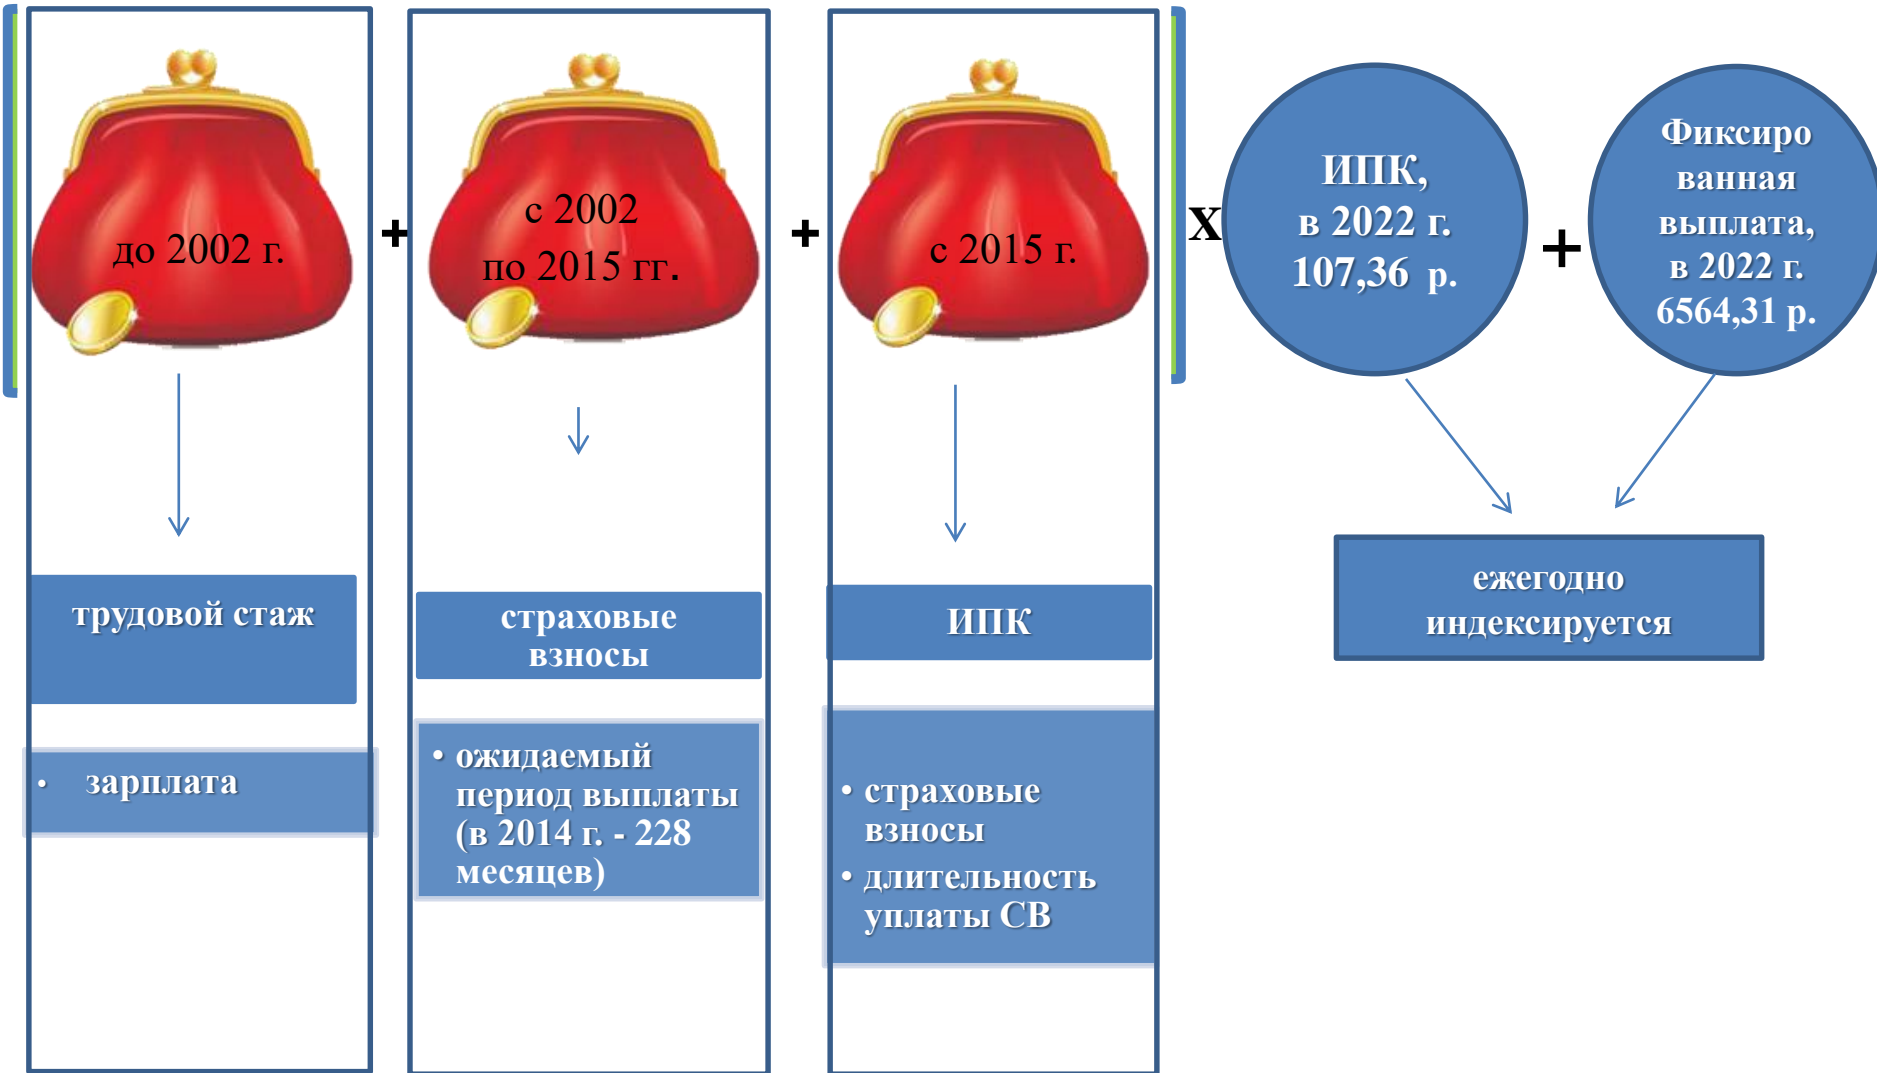 до 2002 г.
+
с 2002
по 2015 гг.
+
с 2015 г.
X
ИПК,
в 2022 г.
107,36 р.
+
Фиксиро
ванная
выплата,
в 2022 г.
6564,31 р.
трудовой стаж
• зарплата
страховые
взносы
• ожидаемый
период выплаты
(в 2014 г. - 228
месяцев)
ИПК
• страховые
взносы
• длительность
уплаты СВ
ежегодно
индексируется